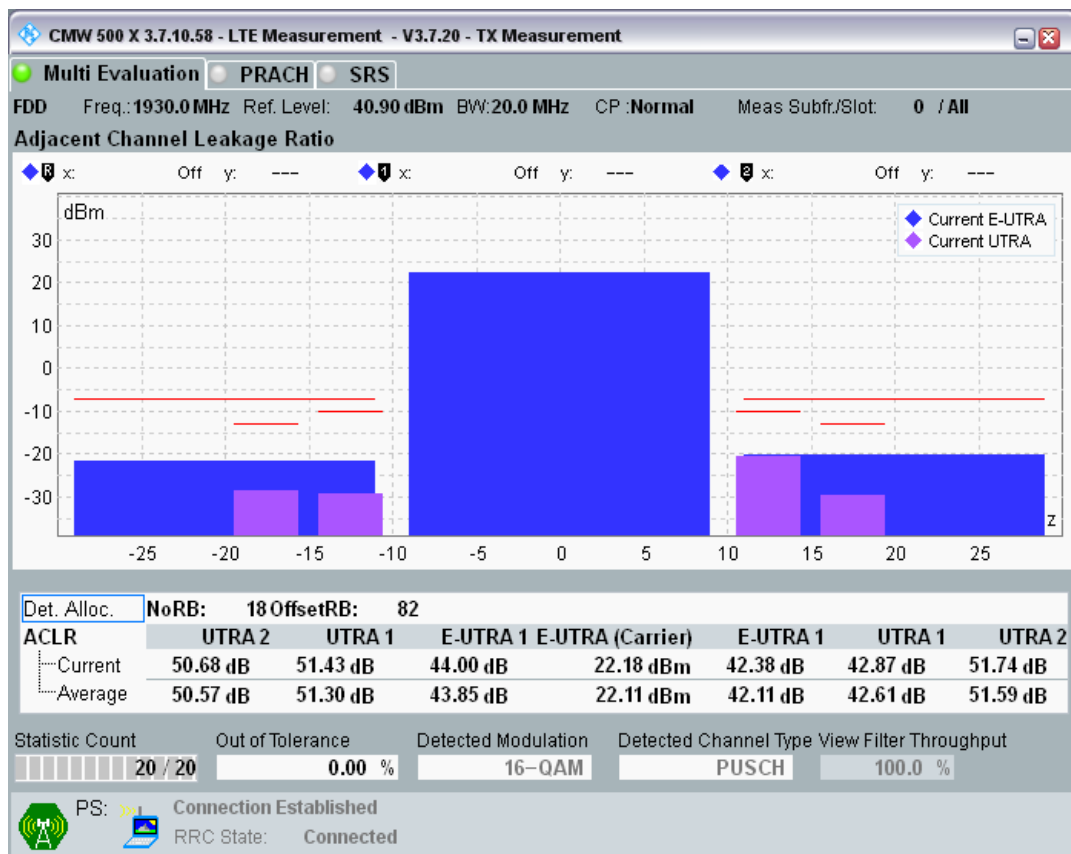 CMW 500 X 3.7.10.58 - LTE Measurement - V3.7.20 - TX Measurement
Multi Evaluation PRACH SRS
FDD Freq.:1930.0 MHz Ref. Level: 40.90 dBm BW:20.0 MHz CP :Normal Meas Subfr./Slot: 0 / All
Adjacent Channel Leakage Ratio
R x: Off y: --- 1 x: Off y: --- 2 x: Off y: ---
dBm
Current E-UTRA
Current UTRA
30
20
10
0
-10
-20
-30
z
-25 -20 -15 -10 -5 0 5 10 15 20 25
Det. Alloc. NoRB: 18 OffsetRB: 82
ACLR UTRA 2 UTRA 1 E-UTRA 1 E-UTRA (Carrier) E-UTRA 1 UTRA 1 UTRA 2
Current 50.68 dB 51.43 dB 44.00 dB 22.18 dBm 42.38 dB 42.87 dB 51.74 dB
Average 50.57 dB 51.30 dB 43.85 dB 22.11 dBm 42.11 dB 42.61 dB 51.59 dB
Statistic Count Out of Tolerance Detected Modulation Detected Channel Type View Filter Throughput
20 / 20 0.00 % 16-QAM PUSCH 100.0 %
PS: Connection Established
RRC State: Connected